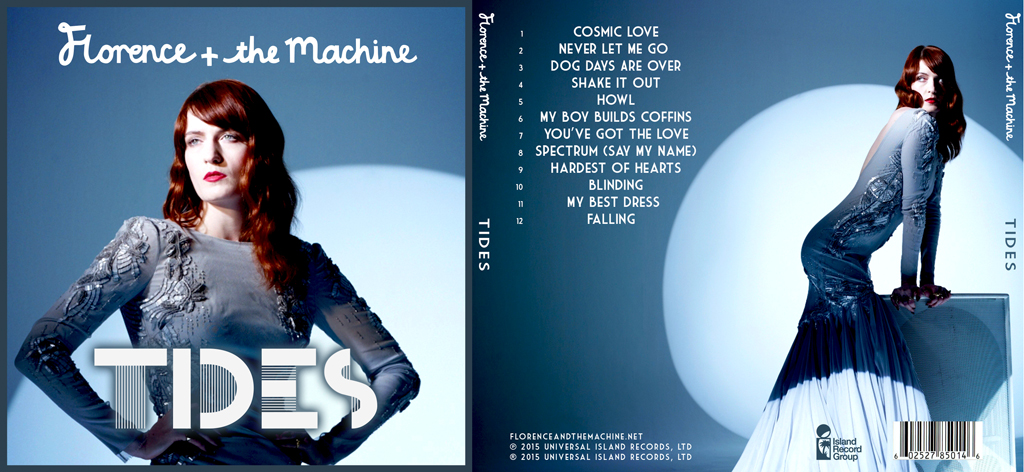 Florence + the Machine
TIDES
Florence + the Machine
TIDES
1 COSMIC LOVE
2 NEVER LET ME GO
3 DOG DAYS ARE OVER
4 SHAKE IT OUT
5 HOWL
6 MY BOY BUILDS COFFINS
7 YOU'VE GOT THE LOVE
8 SPECTRUM (SAY MY NAME)
9 HARDEST OF HEARTS
10 BLINDING
11 MY BEST DRESS
12 FALLING
FLORENCEANDTHEMACHINE.NET
℗ 2015 UNIVERSAL ISLAND RECORDS, LTD
® 2015 UNIVERSAL ISLAND RECORDS, LTD
Island
Record
Group
6 02527 85014 6
Florence + the Machine
TIDES